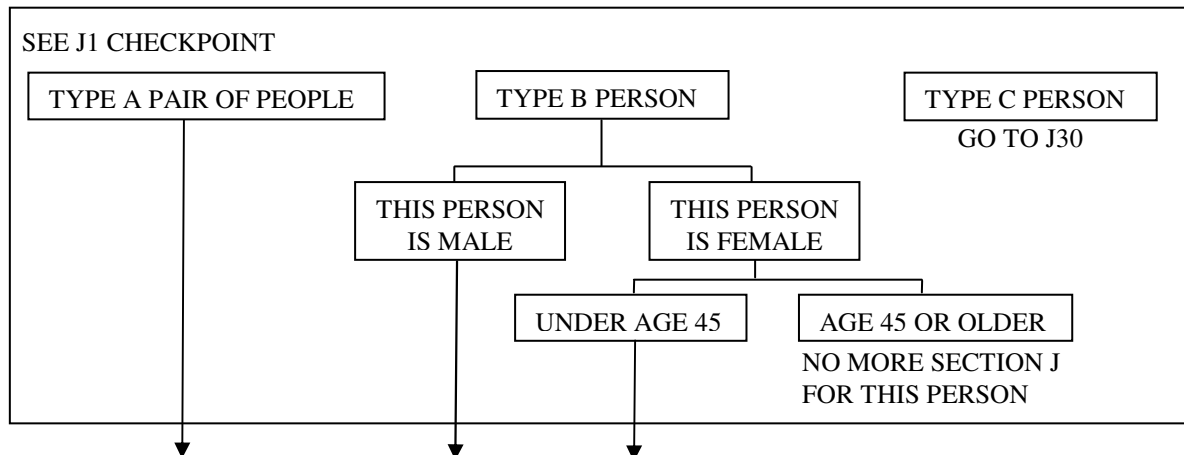 SEE J1 CHECKPOINT
TYPE A PAIR OF PEOPLE
TYPE B PERSON
TYPE C PERSON
GO TO J30
THIS PERSON
IS MALE
THIS PERSON
IS FEMALE
UNDER AGE 45
AGE 45 OR OLDER
NO MORE SECTION J
FOR THIS PERSON